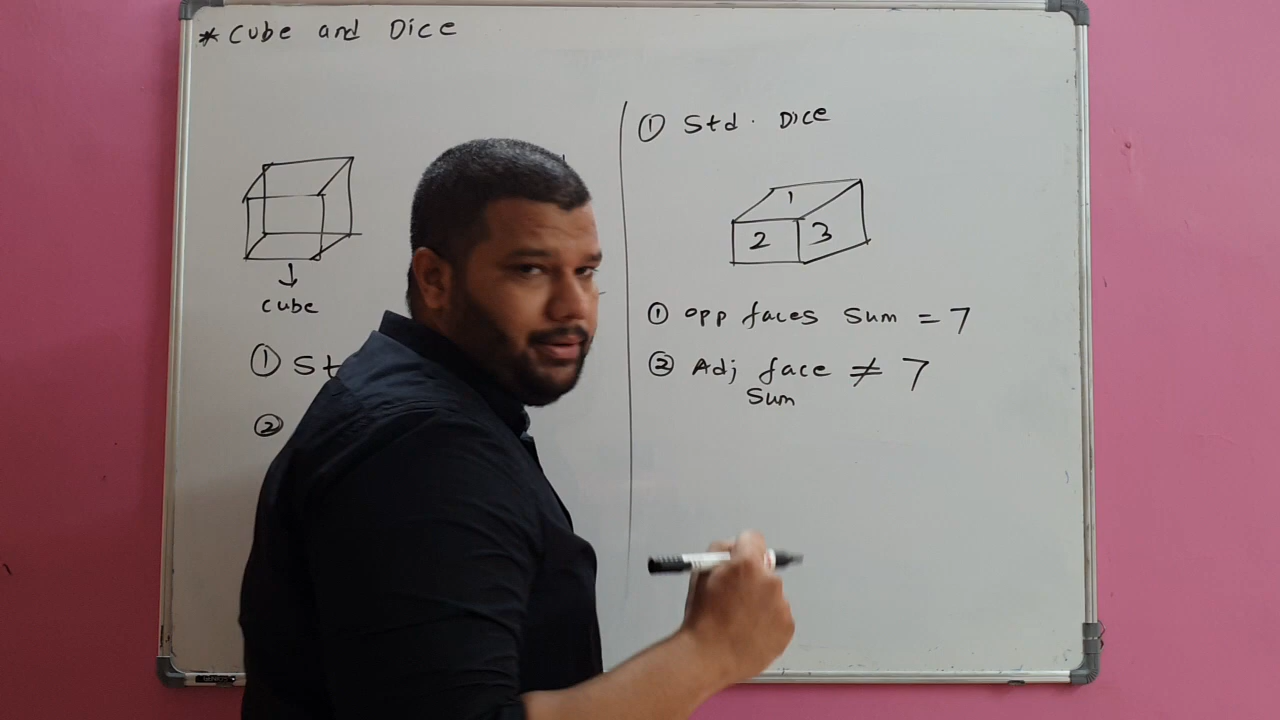 * Cube and Dice
cube
① St
②
① Std. Dice
1
2 3
① opp faces sum = 7
② Adj face ≠ 7
sum